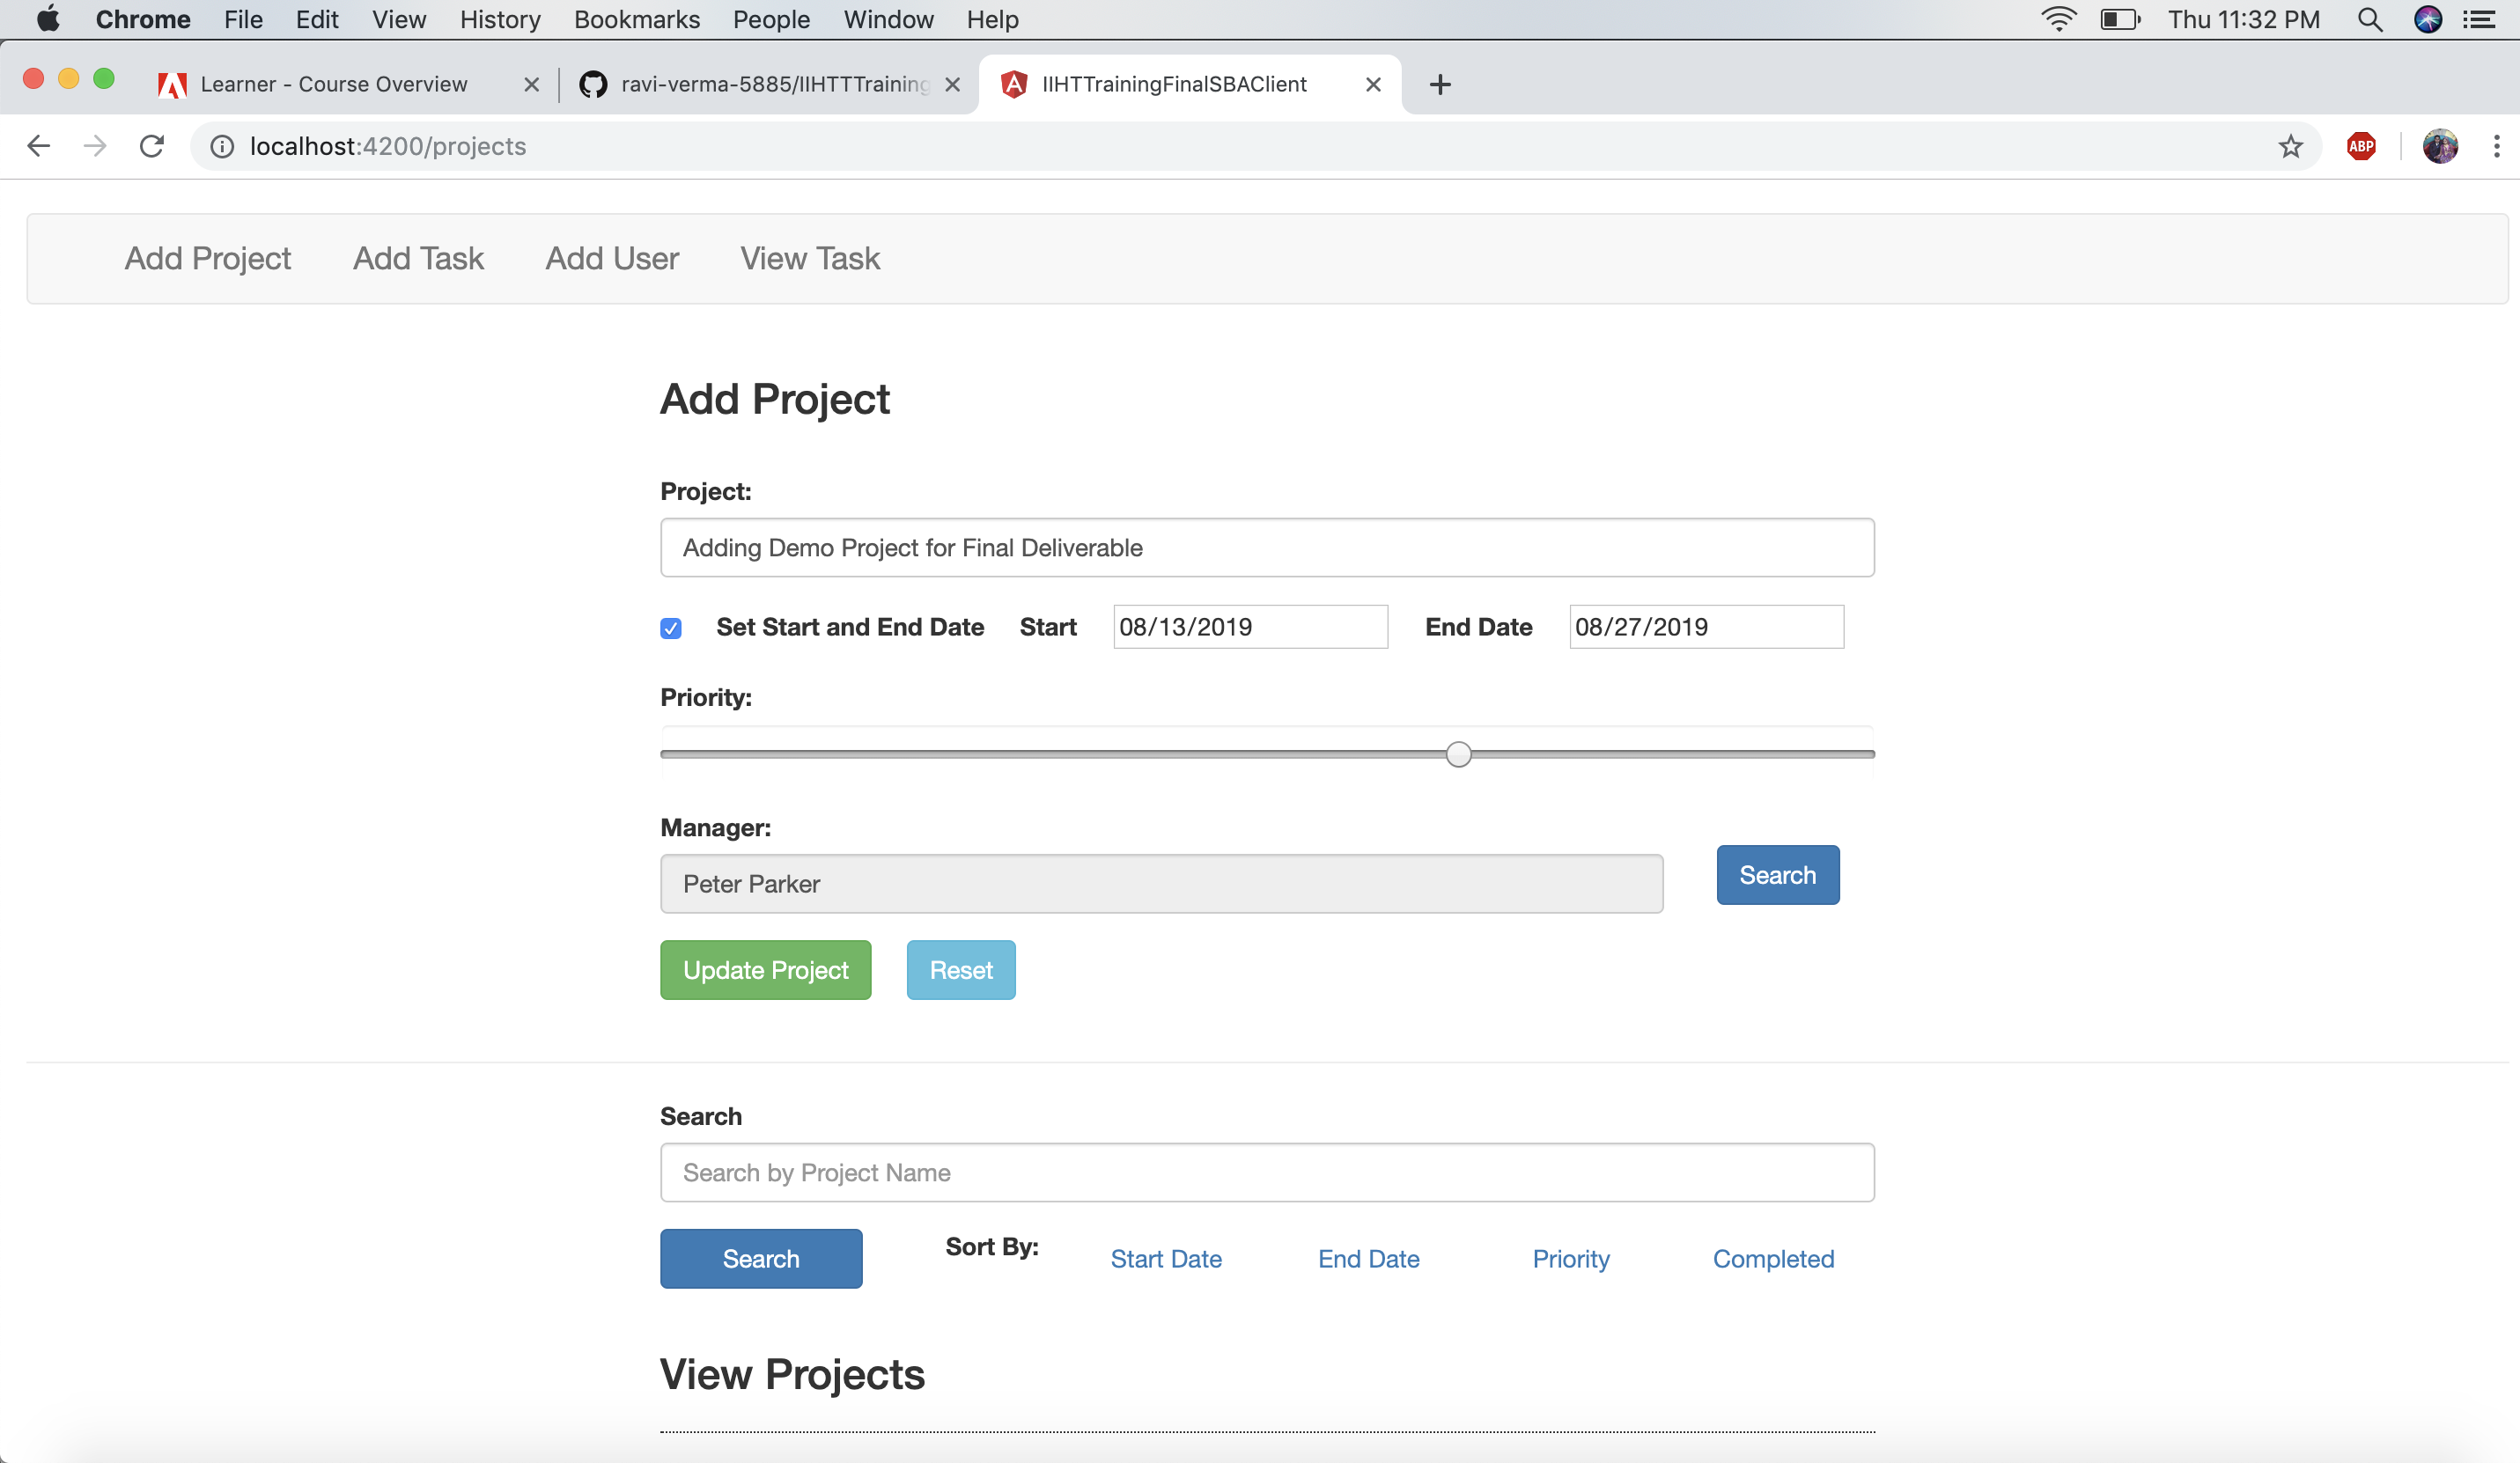 Chrome File Edit View History Bookmarks People Window Help Thu 11:32 PM
Learner - Course Overview ravi-verma-5885/IIHTTTraining IIHTTrainingFinalSBAClient
localhost:4200/projects ABP
Add Project Add Task Add User View Task
Add Project
Project:
Adding Demo Project for Final Deliverable
Set Start and End Date Start 08/13/2019 End Date 08/27/2019
Priority:
Manager:
Peter Parker Search
Update Project Reset
Search
Search by Project Name
Search Sort By: Start Date End Date Priority Completed
View Projects